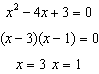 x² − 4x + 3 = 0
(x − 3)(x − 1) = 0
x = 3  x = 1